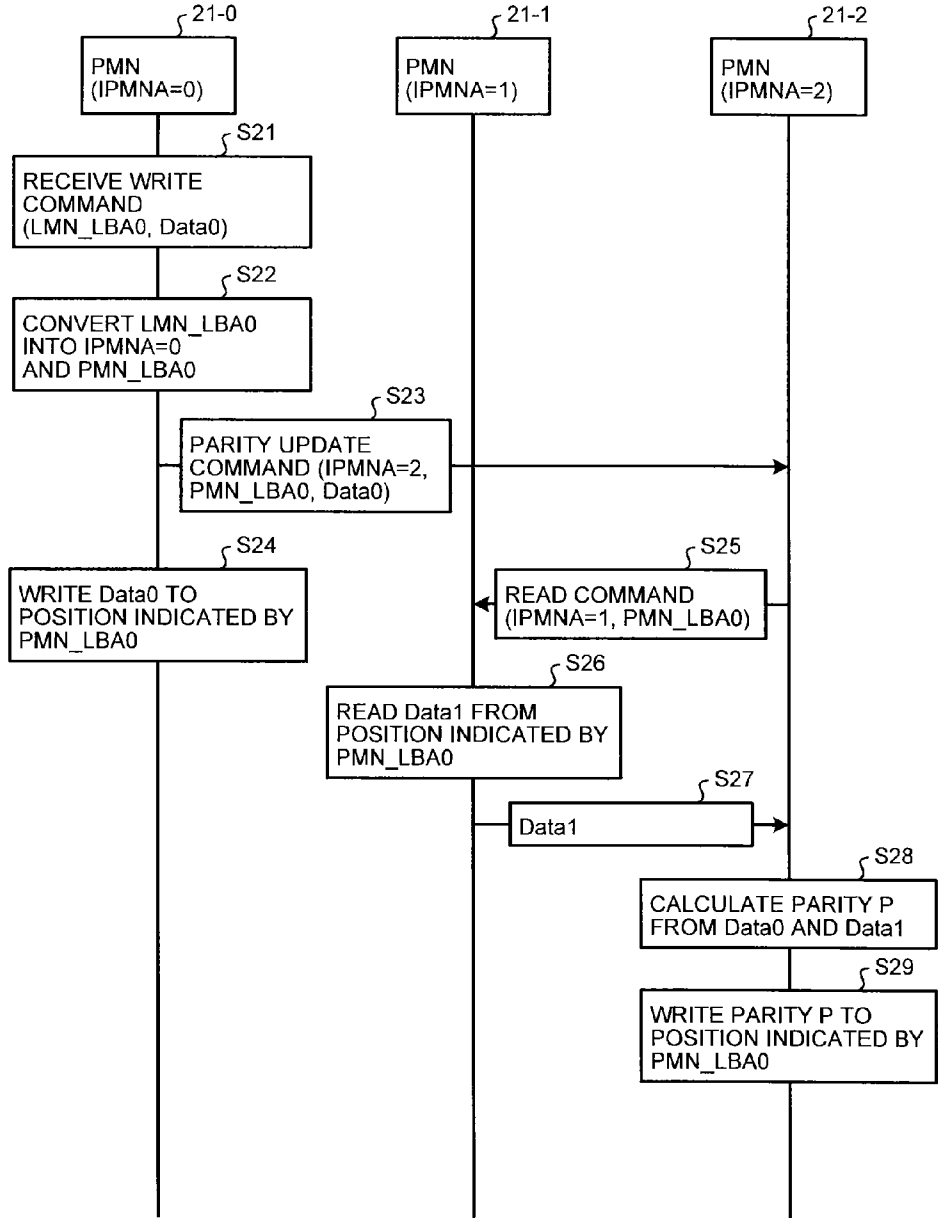 21-0
21-1
21-2
PMN
(IPMNA=0)
PMN
(IPMNA=1)
PMN
(IPMNA=2)
S21
RECEIVE WRITE
COMMAND
(LMN_LBA0, Data0)
S22
CONVERT LMN_LBA0
INTO IPMNA=0
AND PMN_LBA0
S23
PARITY UPDATE
COMMAND (IPMNA=2,
PMN_LBA0, Data0)
S24
WRITE Data0 TO
POSITION INDICATED BY
PMN_LBA0
S25
READ COMMAND
(IPMNA=1, PMN_LBA0)
S26
READ Data1 FROM
POSITION INDICATED BY
PMN_LBA0
S27
Data1
S28
CALCULATE PARITY P
FROM Data0 AND Data1
S29
WRITE PARITY P TO
POSITION INDICATED BY
PMN_LBA0